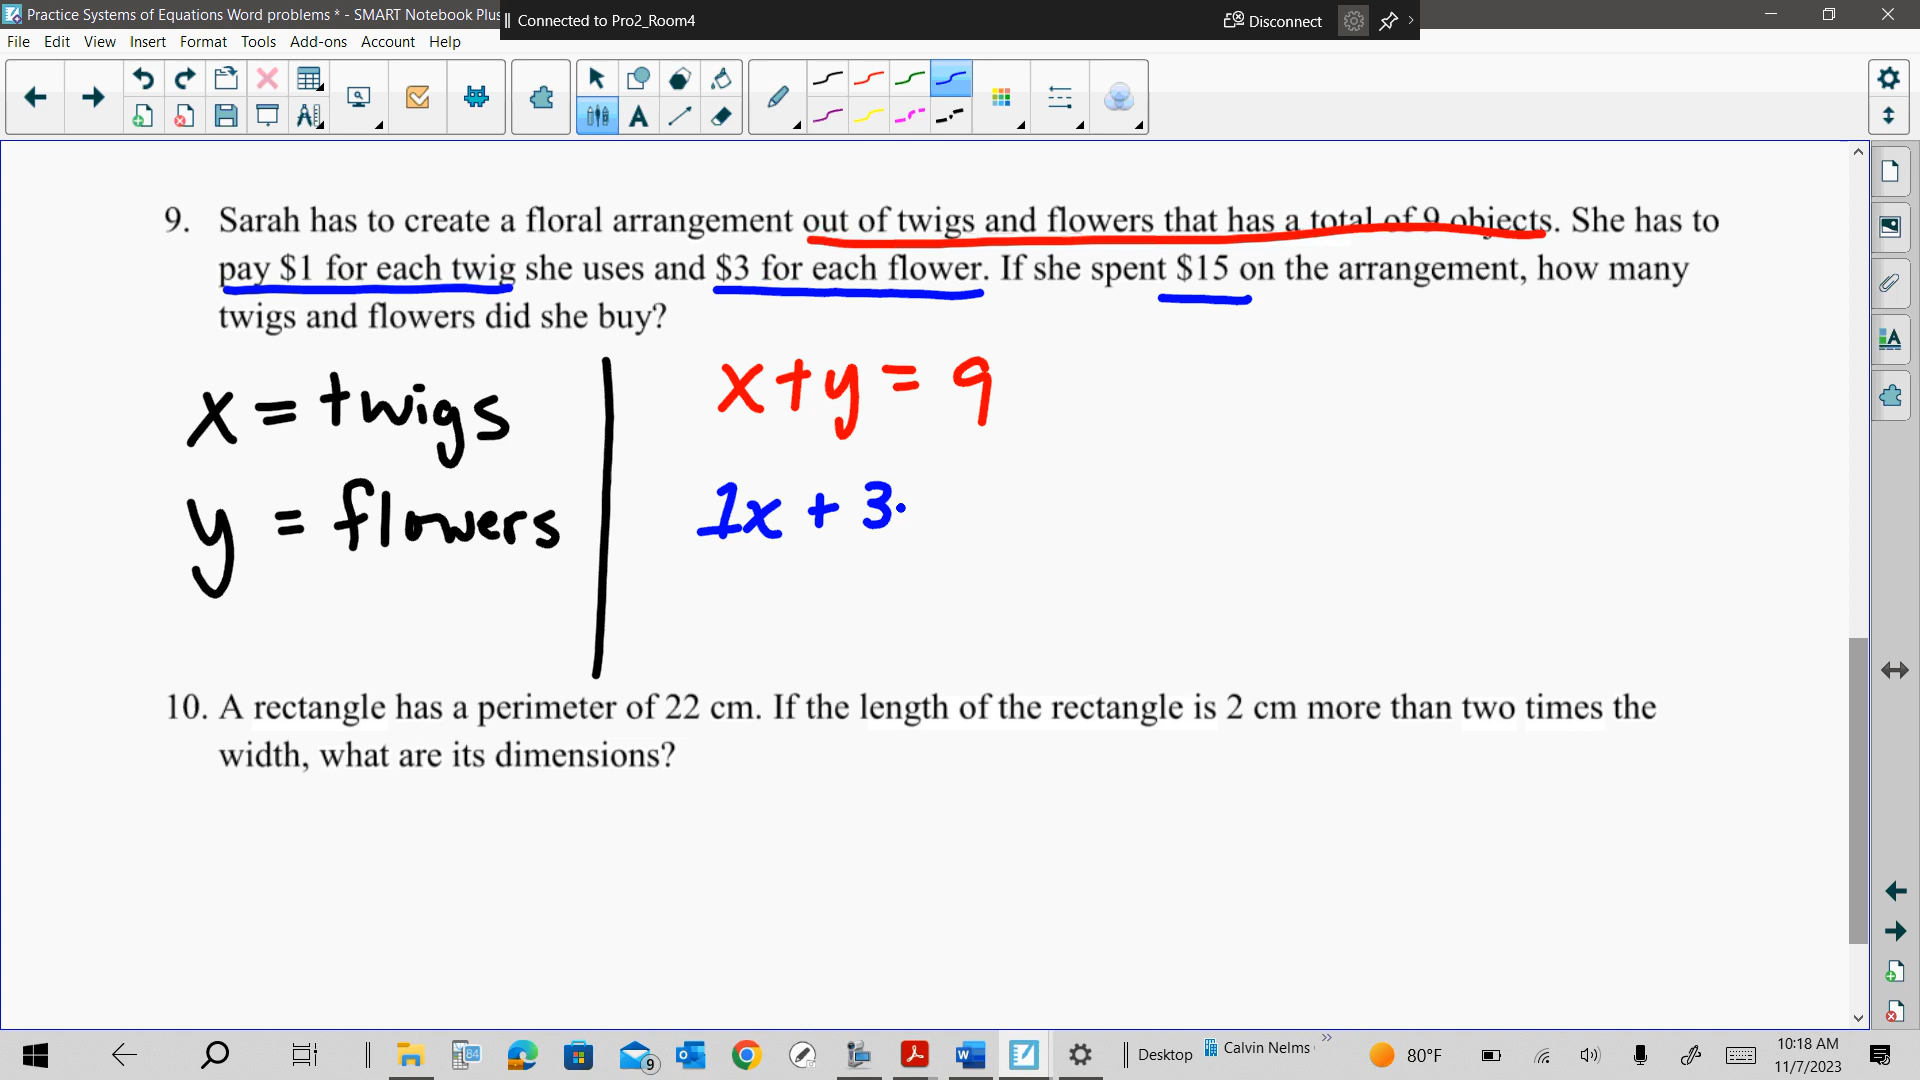 Practice Systems of Equations Word problems * - SMART Notebook Plus
Connected to Pro2_Room4
Disconnect
File Edit View Insert Format Tools Add-ons Account Help
9. Sarah has to create a floral arrangement out of twigs and flowers that has a total of 9 objects. She has to
pay $1 for each twig she uses and $3 for each flower. If she spent $15 on the arrangement, how many
twigs and flowers did she buy?
x = twigs
x + y = 9
y = flowers
1x + 3
10. A rectangle has a perimeter of 22 cm. If the length of the rectangle is 2 cm more than two times the
width, what are its dimensions?
84
9
Desktop
Calvin Nelms
80°F
10:18 AM
11/7/2023